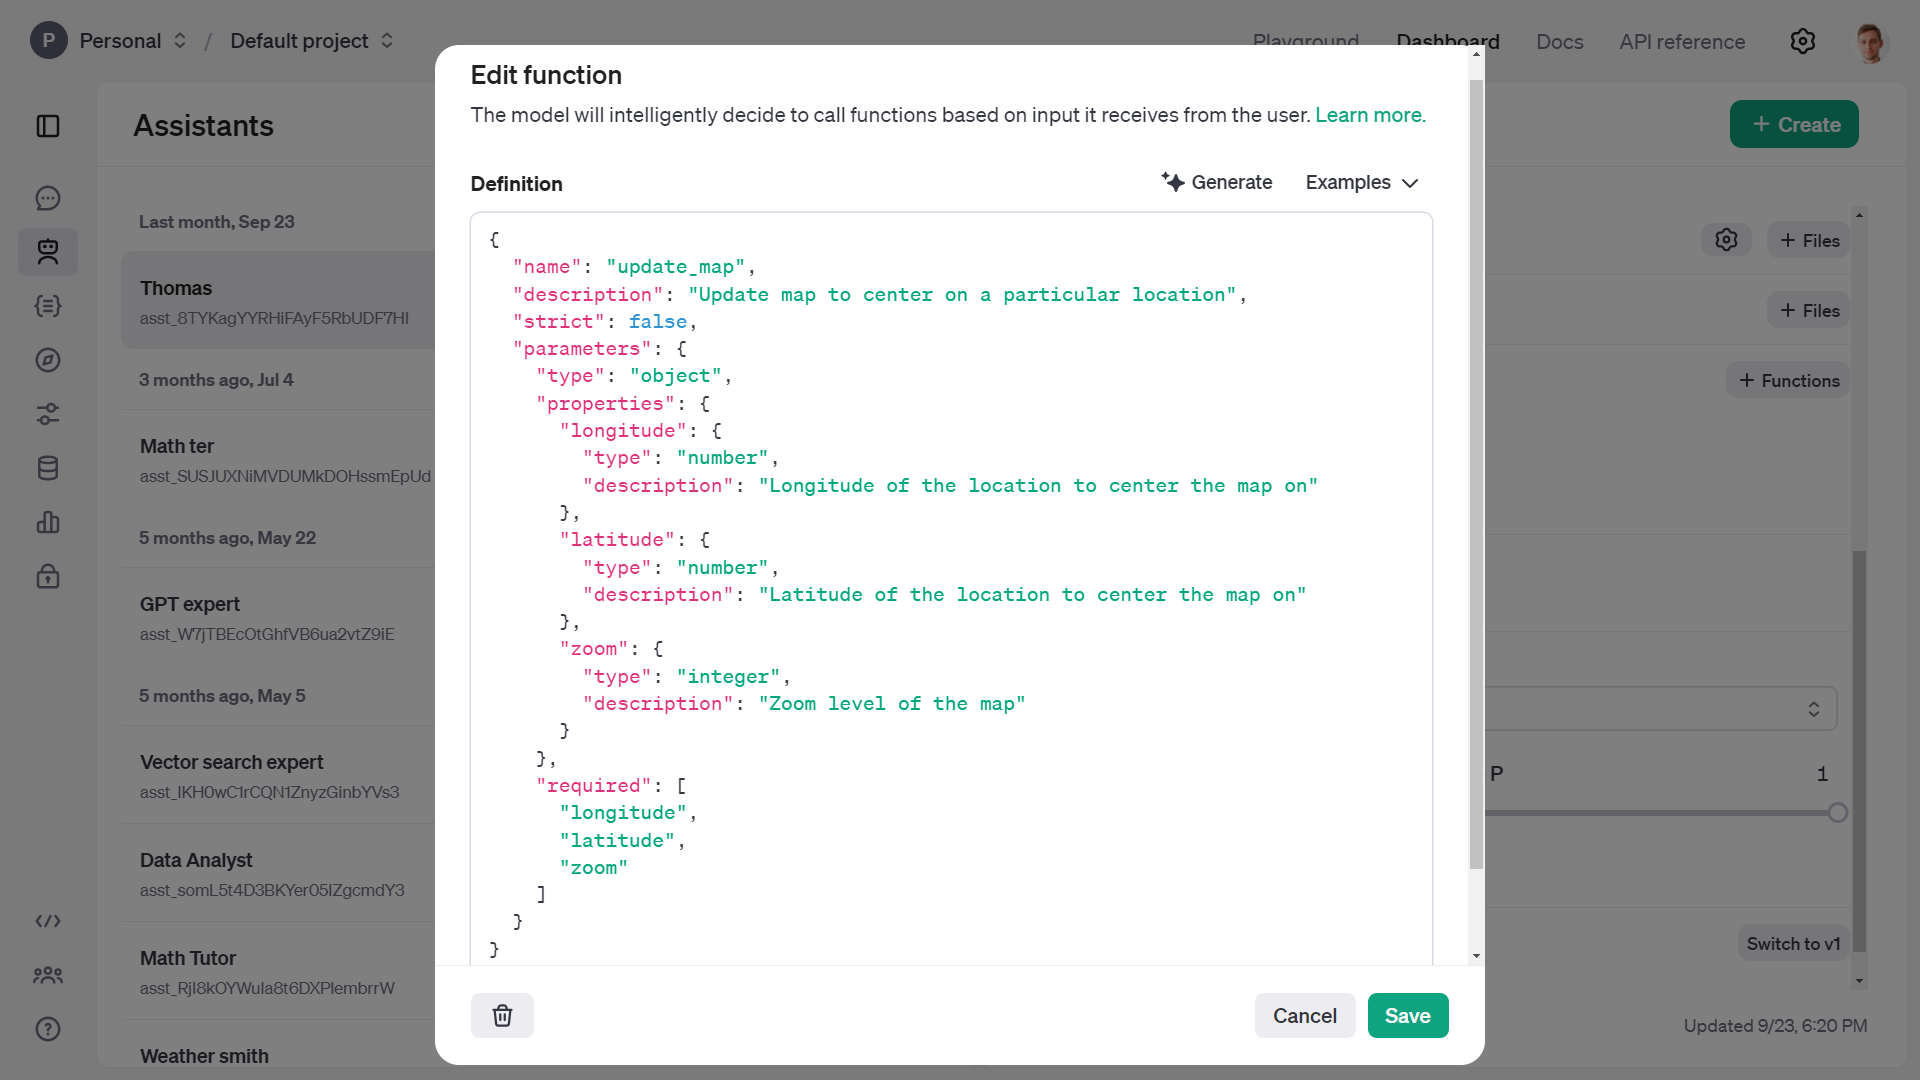 P Personal / Default project
Playground Dashboard Docs API reference
Assistants
+ Create
Last month, Sep 23
Thomas
asst_8TYKagYYRHiFAyF5RbUDF7HI
3 months ago, Jul 4
Math ter
asst_SUSJUXNiMVDUMkDOHssmEpUd
5 months ago, May 22
GPT expert
asst_W7jTBEcOtGhfVB6ua2vtZ9iE
5 months ago, May 5
Vector search expert
asst_IKH0wC1rCQN1ZnyzGinbYVs3
Data Analyst
asst_somL5t4D3BKYer05IZgcmdY3
Math Tutor
asst_RjI8kOYWula8t6DXPlembrrW
Weather smith
Edit function
The model will intelligently decide to call functions based on input it receives from the user. Learn more.
Definition
Generate
Examples
{
  "name": "update_map",
  "description": "Update map to center on a particular location",
  "strict": false,
  "parameters": {
    "type": "object",
    "properties": {
      "longitude": {
        "type": "number",
        "description": "Longitude of the location to center the map on"
      },
      "latitude": {
        "type": "number",
        "description": "Latitude of the location to center the map on"
      },
      "zoom": {
        "type": "integer",
        "description": "Zoom level of the map"
      }
    },
    "required": [
      "longitude",
      "latitude",
      "zoom"
    ]
  }
}
Cancel
Save
+ Files
+ Files
+ Functions
P 1
Switch to v1
Updated 9/23, 6:20 PM